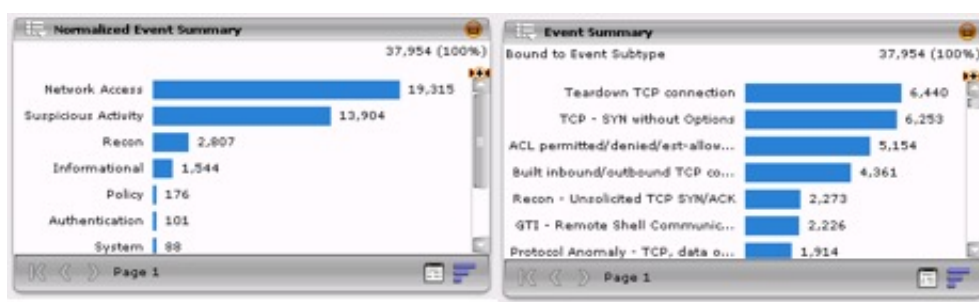 Normalized Event Summary
37,954 (100%)
Network Access 19,315
Suspicious Activity 13,904
Recon 2,807
Informational 1,544
Policy 176
Authentication 101
System 88
Page 1
Event Summary
Bound to Event Subtype 37,954 (100%)
Teardown TCP connection 6,440
TCP - SYN without Options 6,253
ACL permitted/denied/est-allow... 5,154
Built inbound/outbound TCP co... 4,361
Recon - Unsolicited TCP SYN/ACK 2,273
GTI - Remote Shell Communic... 2,226
Protocol Anomaly - TCP, data o... 1,914
Page 1